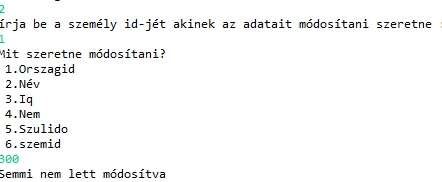 2
írja be a személy id-jét akinek az adatait módosítani szeretne
1
Mit szeretne módosítani?
1.Orszagid
2.Név
3.Iq
4.Nem
5.Szulido
6.szemid
300
Semmi nem lett módosítva